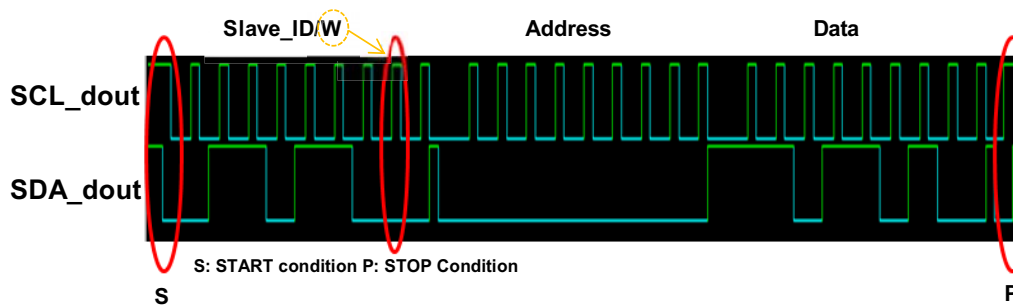 Slave_ID/W Address Data
SCL_dout
SDA_dout
S: START condition P: STOP Condition
S P